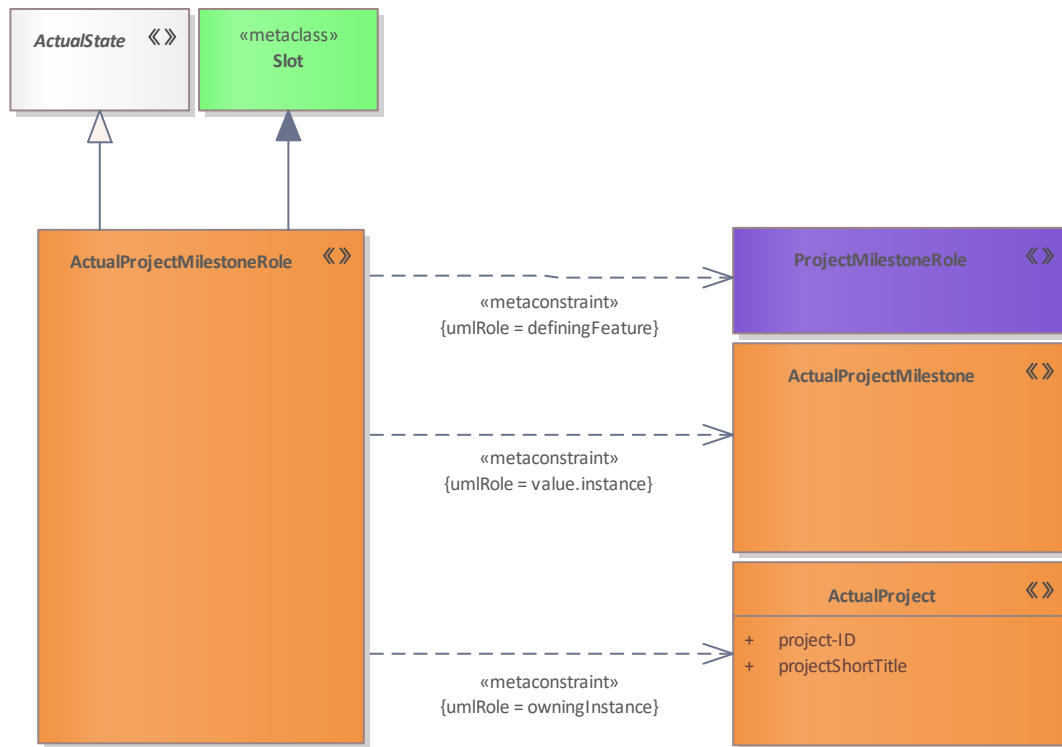 ActualState «»
«metaclass»
Slot
ActualProjectMilestoneRole «»
«metaconstraint»
{umlRole = definingFeature}
ProjectMilestoneRole «»
«metaconstraint»
{umlRole = value.instance}
ActualProjectMilestone «»
«metaconstraint»
{umlRole = owningInstance}
ActualProject «»
+ project-ID
+ projectShortTitle